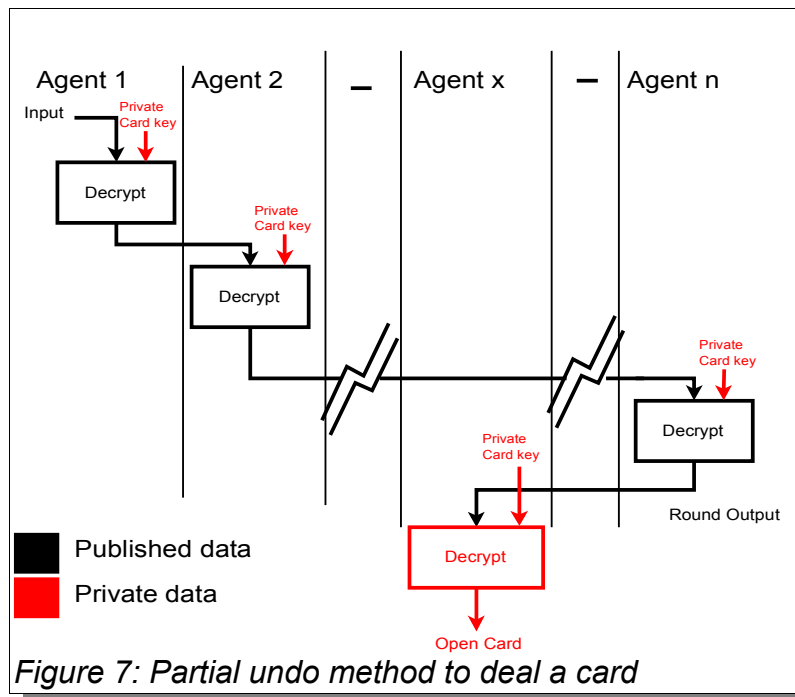 Agent 1 Agent 2 – Agent x – Agent n
Input
Private
Card key
Decrypt
Private
Card key
Decrypt
Private
Card key
Decrypt
Private
Card key
Round Output
Decrypt
Published data
Private data
Open Card
Figure 7: Partial undo method to deal a card